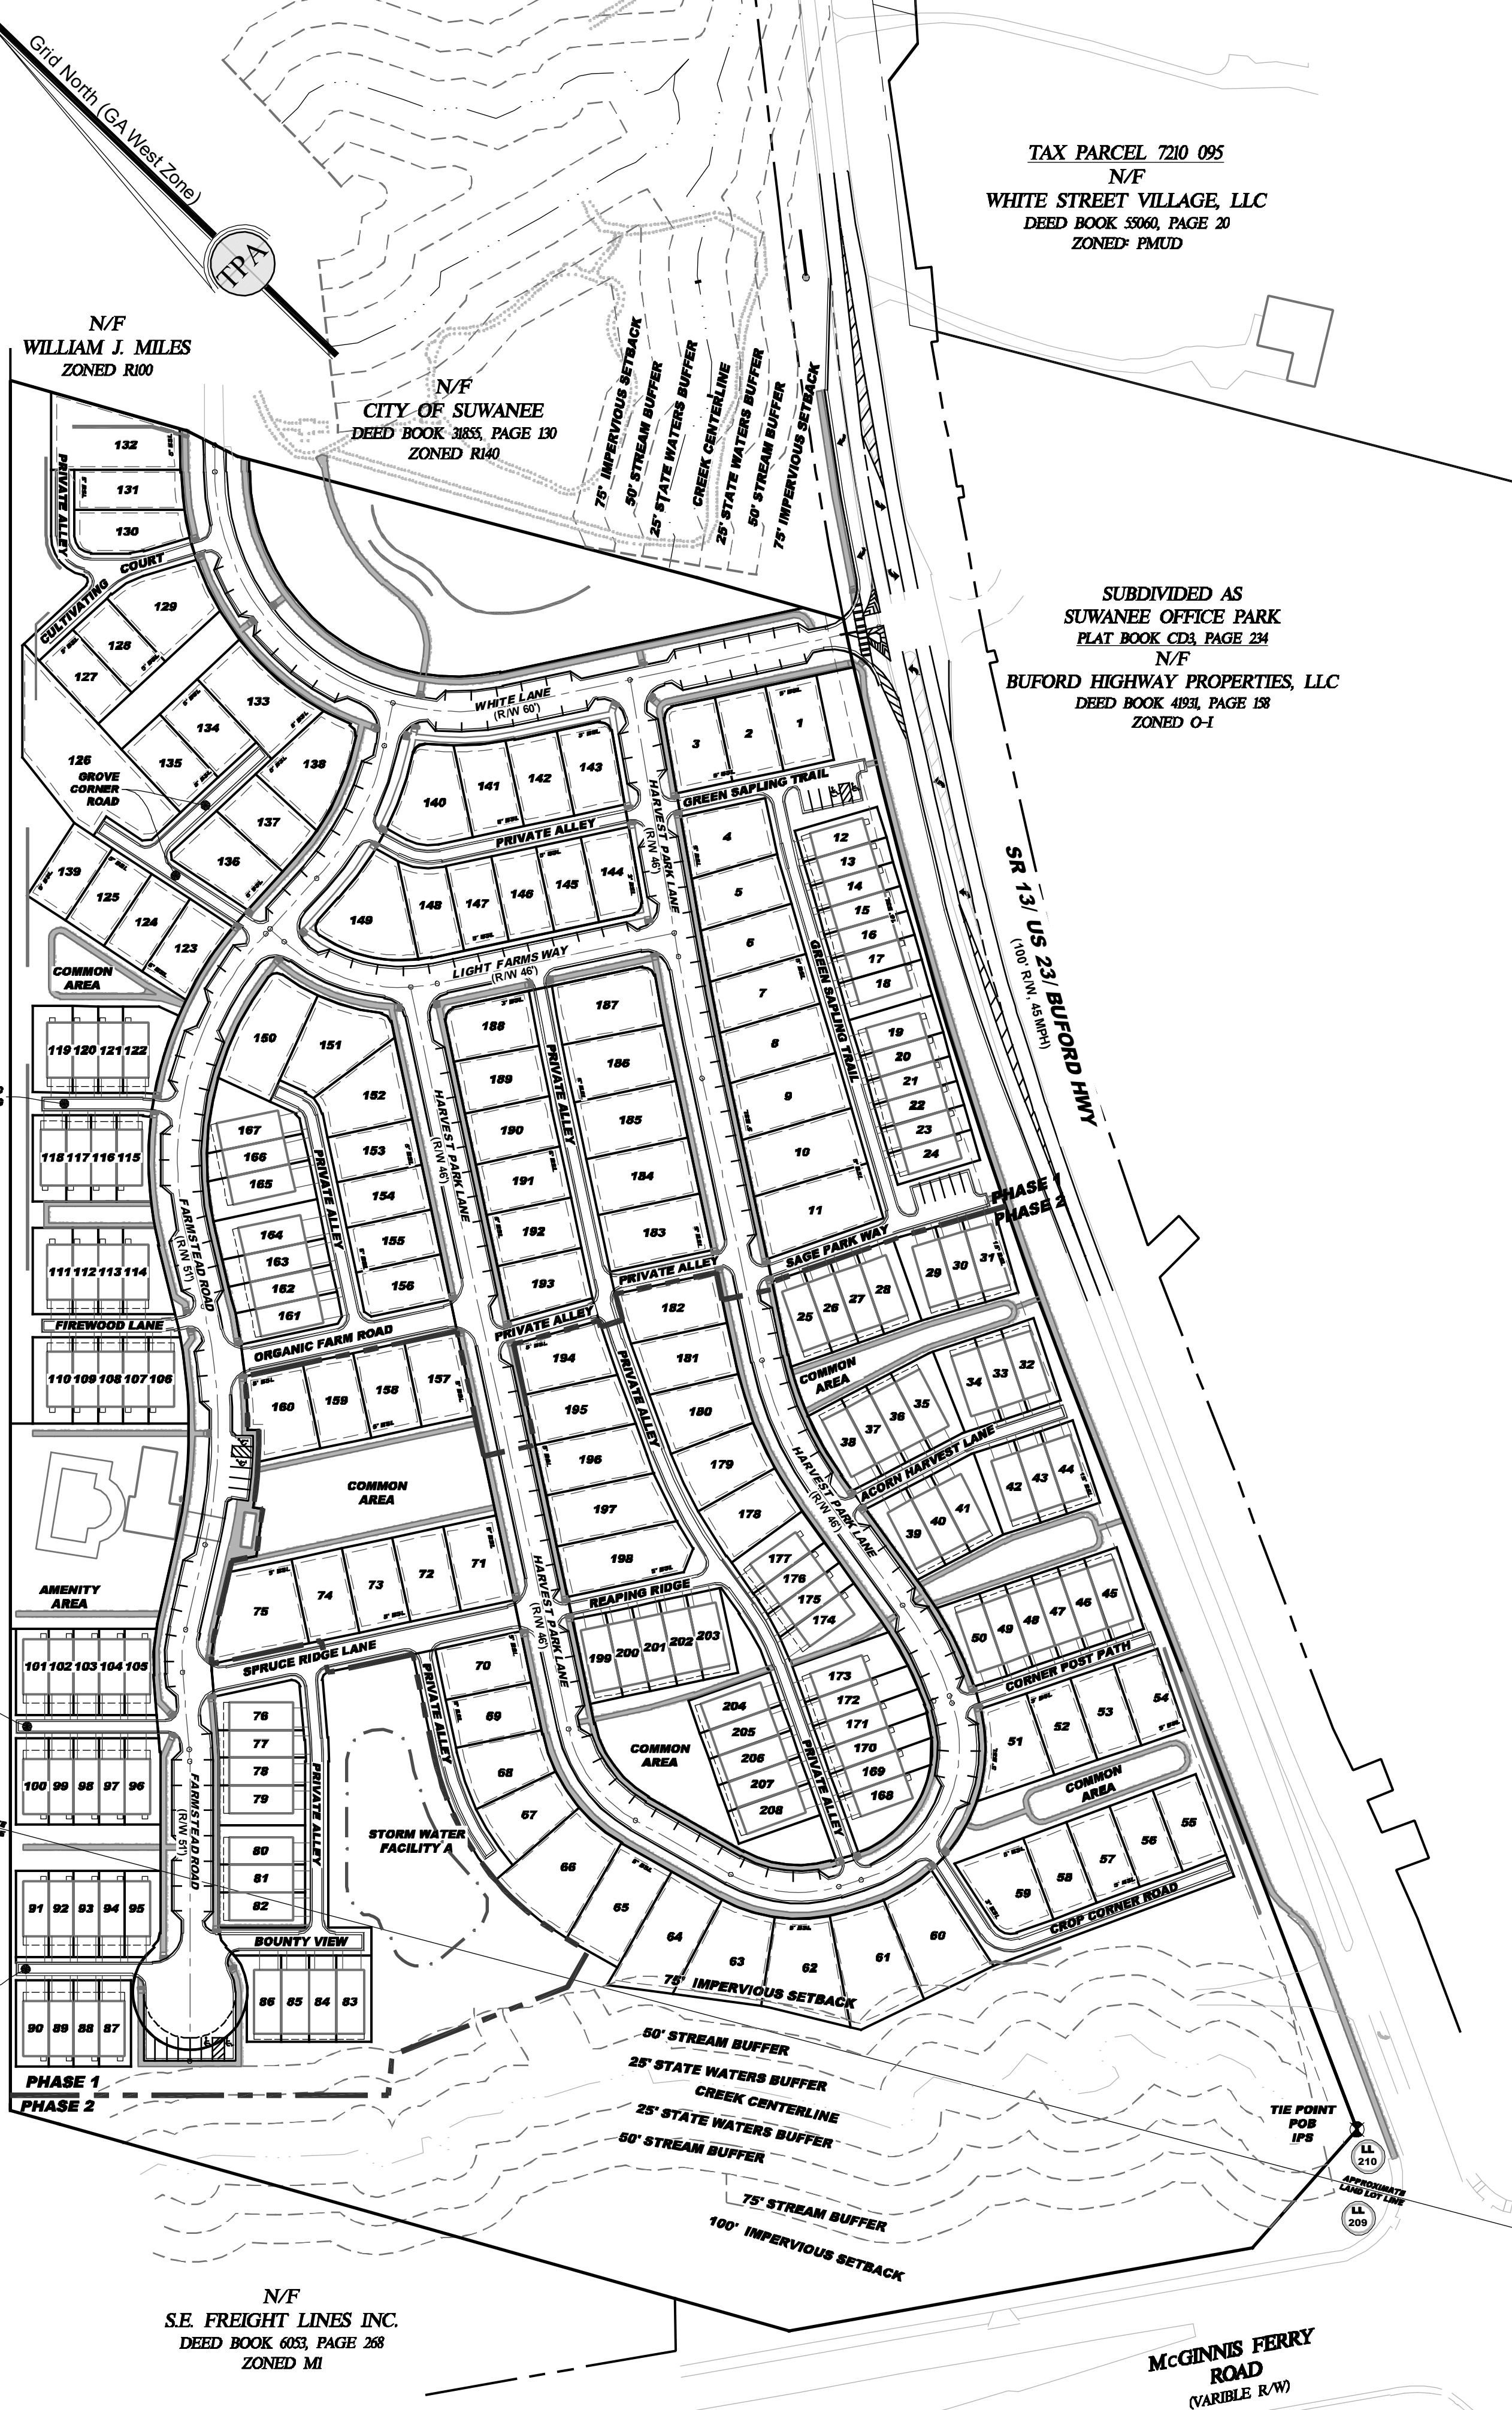 Grid North (GA West Zone)
TPA
TAX PARCEL 7210 095
N/F
WHITE STREET VILLAGE, LLC
DEED BOOK 55060, PAGE 20
ZONED: PMUD
N/F
WILLIAM J. MILES
ZONED R100
N/F
CITY OF SUWANEE
DEED BOOK 31855, PAGE 130
ZONED R140
75' IMPERVIOUS SETBACK
50' STREAM BUFFER
25' STATE WATERS BUFFER
CREEK CENTERLINE
25' STATE WATERS BUFFER
50' STREAM BUFFER
75' IMPERVIOUS SETBACK
SUBDIVIDED AS
SUWANEE OFFICE PARK
PLAT BOOK CD3, PAGE 234
N/F
BUFORD HIGHWAY PROPERTIES, LLC
DEED BOOK 41931, PAGE 158
ZONED O-I
132
131
130
PRIVATE ALLEY
CULTIVATING COURT
129
128
127
126
GROVE
CORNER
ROAD
133
134
135
138
137
136
139
125
124
123
COMMON
AREA
WHITE LANE
(R/W 60')
140
141
142
143
PRIVATE ALLEY
149
148
147
146
145
144
LIGHT FARMS WAY
(R/W 46')
HARVEST PARK LANE
(R/W 46')
3
2
1
GREEN SAPLING TRAIL
4
5
6
7
8
9
10
11
GREEN SAPLING TRAIL
12
13
14
15
16
17
18
19
20
21
22
23
24
SR 13/ US 23/ BUFORD HWY
(100' R/W, 45 MPH)
PHASE 1
PHASE 2
SAGE PARK WAY
119 120 121 122
118 117 116 115
111 112 113 114
FIREWOOD LANE
110 109 108 107 106
FARMSTEAD ROAD
(R/W 51')
150
151
152
153
154
155
156
167
166
165
164
163
162
161
PRIVATE ALLEY
ORGANIC FARM ROAD
HARVEST PARK LANE
(R/W 46')
188
189
190
191
192
193
PRIVATE ALLEY
187
186
185
184
183
PRIVATE ALLEY
PRIVATE ALLEY
160
159
158
157
COMMON
AREA
194
195
196
197
198
PRIVATE ALLEY
182
181
180
179
178
177
176
175
174
HARVEST PARK LANE
(R/W 46')
25
26
27
28
29
30
31
COMMON
AREA
38
37
36
35
34
33
32
ACORN HARVEST LANE
39
40
41
42
43
44
50
49
48
47
46
45
CORNER POST PATH
51
52
53
54
COMMON
AREA
59
58
57
56
55
CROP CORNER ROAD
AMENITY
AREA
101 102 103 104 105
100 99 98 97 96
91 92 93 94 95
90 89 88 87
PHASE 1
PHASE 2
75
74
73
72
71
SPRUCE RIDGE LANE
HARVEST PARK LANE
(R/W 46')
REAPING RIDGE
199
200
201
202
203
COMMON
AREA
204
205
206
207
208
PRIVATE ALLEY
173
172
171
170
169
168
76
77
78
79
80
81
82
PRIVATE ALLEY
FARMSTEAD ROAD
(R/W 51')
BOUNTY VIEW
86 85 84 83
PRIVATE ALLEY
STORM WATER
FACILITY A
70
69
68
67
66
65
64
63
62
61
60
75' IMPERVIOUS SETBACK
50' STREAM BUFFER
25' STATE WATERS BUFFER
CREEK CENTERLINE
25' STATE WATERS BUFFER
50' STREAM BUFFER
75' STREAM BUFFER
100' IMPERVIOUS SETBACK
TIE POINT
POB
IPS
LL
210
APPROXIMATE
LAND LOT LINE
LL
209
N/F
S.E. FREIGHT LINES INC.
DEED BOOK 6053, PAGE 268
ZONED M1
McGINNIS FERRY
ROAD
(VARIBLE R/W)